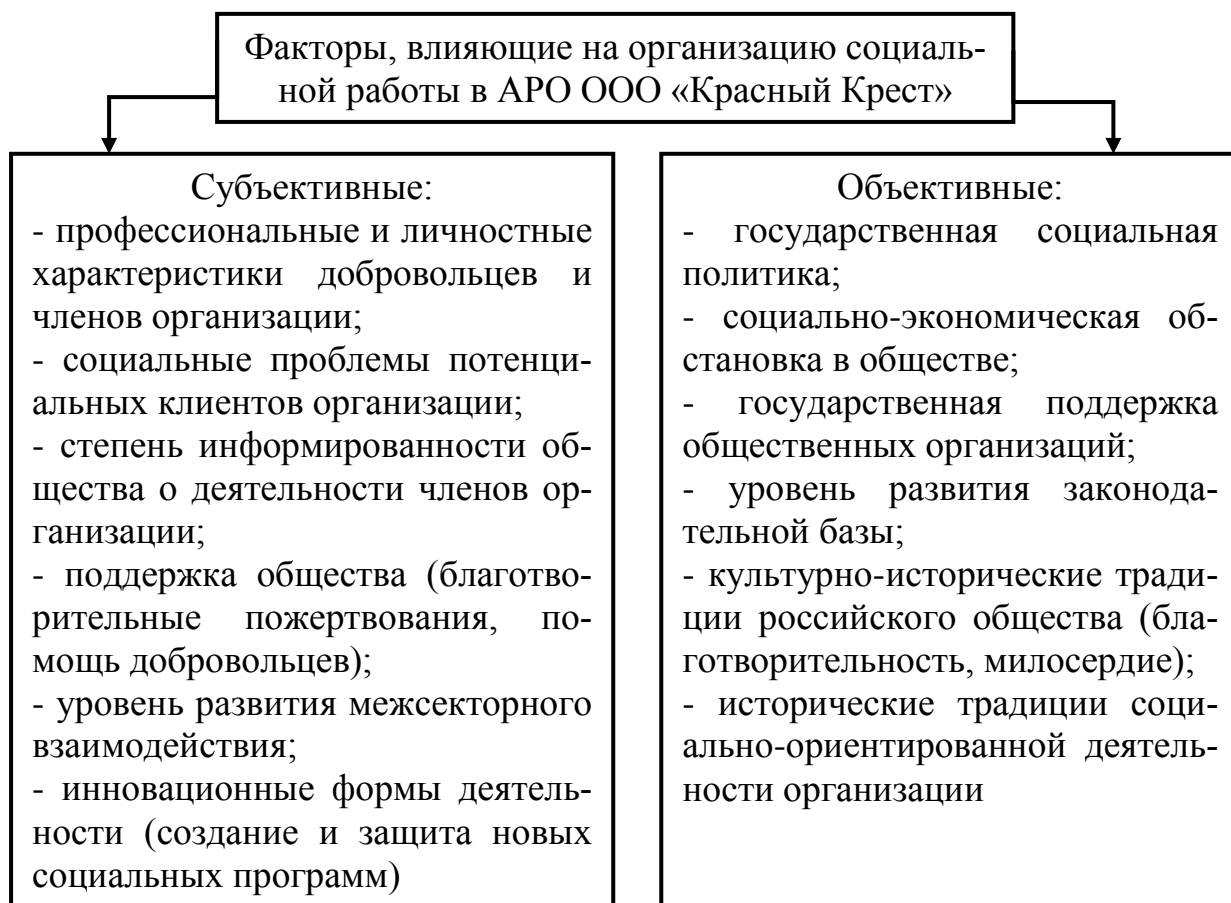 Факторы, влияющие на организацию социаль-
ной работы в АРО ООО «Красный Крест»
Субъективные:
- профессиональные и личностные
характеристики добровольцев и
членов организации;
- социальные проблемы потенци-
альных клиентов организации;
- степень информированности об-
щества о деятельности членов ор-
ганизации;
- поддержка общества (благотво-
рительные пожертвования, по-
мощь добровольцев);
- уровень развития межсекторного
взаимодействия;
- инновационные формы деятель-
ности (создание и защита новых
социальных программ)
Объективные:
- государственная социальная
политика;
- социально-экономическая об-
становка в обществе;
- государственная поддержка
общественных организаций;
- уровень развития законода-
тельной базы;
- культурно-исторические тради-
ции российского общества (бла-
готворительность, милосердие);
- исторические традиции соци-
ально-ориентированной деятель-
ности организации